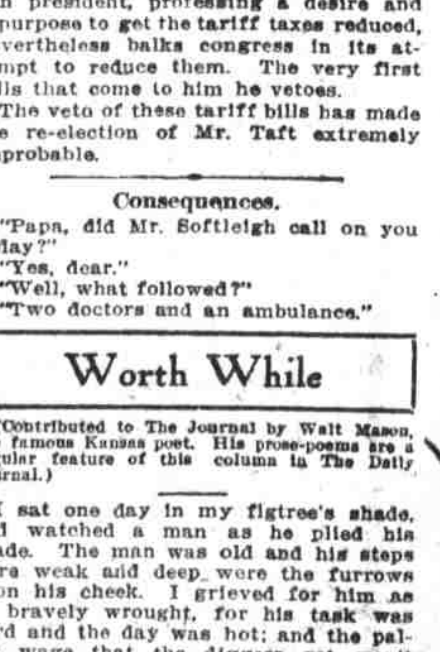 n president, professing a desire and
purpose to get the tariff taxes reduced,
vertheless balks congress in its at-
mpt to reduce them. The very first
lls that come to him he vetoes.
The veto of these tariff bills has made
e re-election of Mr. Taft extremely
probable.
Consequences.
"Papa, did Mr. Softleigh call on you
day?"
"Yes, dear."
"Well, what followed?"
"Two doctors and an ambulance."
Worth While
(Contributed to The Journal by Walt Mason,
famous Kansas poet. His prose-poems are a
ular feature of this column in The Daily
urnal.)
I sat one day in my figtree's shade,
d watched a man as he plied his
ade. The man was old and his steps
re weak and deep were the furrows
on his cheek. I grieved for him as
bravely wrought, for his task was
rd and the day was hot; and the pal-
wage that the diggers get